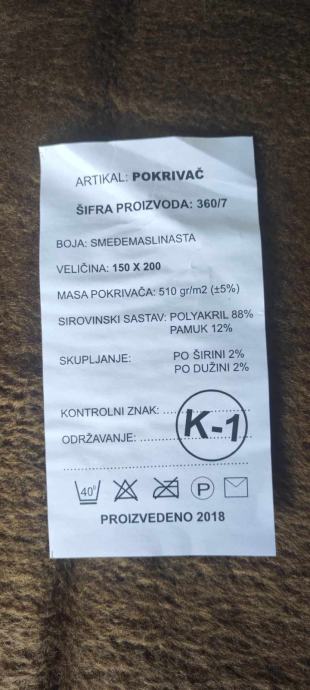 ARTIKAL: POKRIVAČ
ŠIFRA PROIZVODA: 360/7
BOJA: SMEĐEMASLINASTA
VELIČINA: 150 X 200
MASA POKRIVAČA: 510 gr/m2 (±5%)
SIROVINSKI SASTAV: POLYAKRIL 88%
PAMUK 12%
SKUPLJANJE: PO ŠIRINI 2%
PO DUŽINI 2%
KONTROLNI ZNAK: ....
K-1
ODRŽAVANJE: ....
40° P
PROIZVEDENO 2018